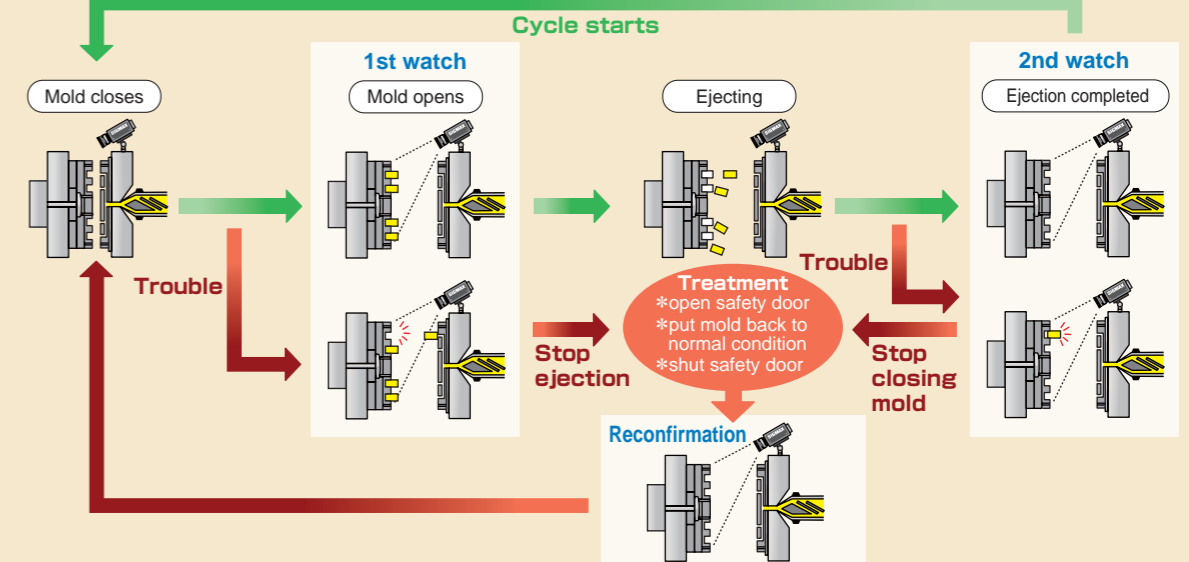 Cycle starts
Mold closes
1st watch
Mold opens
Ejecting
2nd watch
Ejection completed
Trouble
Stop
ejection
Treatment
*open safety door
*put mold back to
normal condition
*shut safety door
Trouble
Stop
closing
mold
Reconfirmation